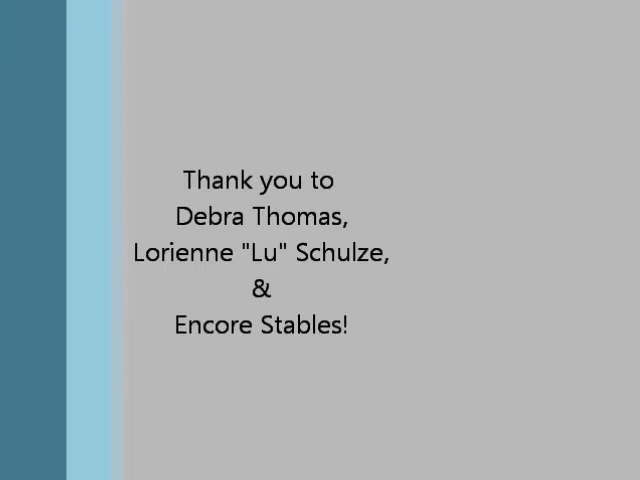 Thank you to
Debra Thomas,
Lorienne "Lu" Schulze,
&
Encore Stables!